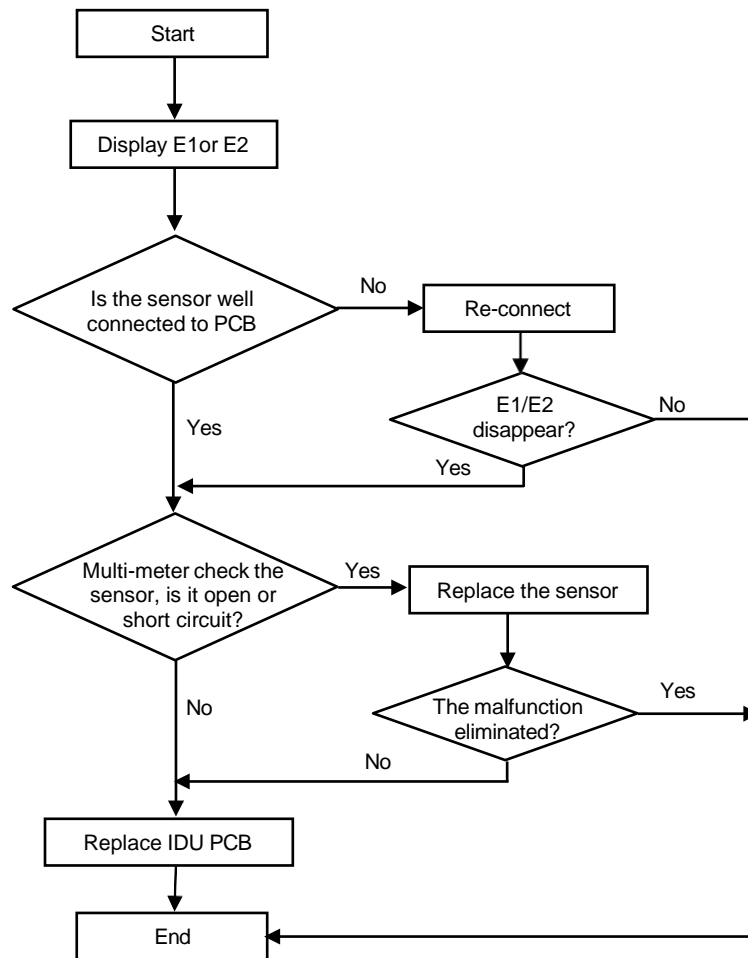 Start
Display E1or E2
Is the sensor well
connected to PCB
No
Re-connect
E1/E2
disappear?
No
Yes
Yes
Multi-meter check the
sensor, is it open or
short circuit?
Yes
Replace the sensor
The malfunction
eliminated?
Yes
No
No
Replace IDU PCB
End